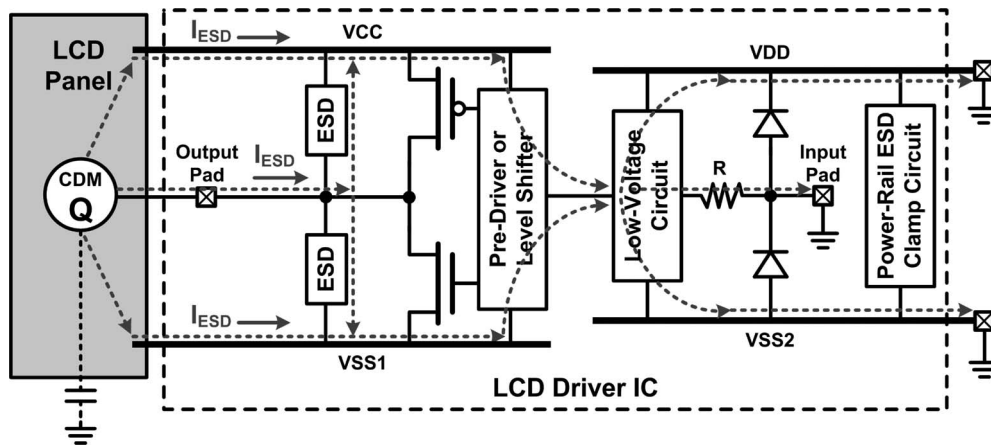 LCD
Panel
CDM
Q
I_ESD
VCC
Output
Pad
I_ESD
ESD
ESD
I_ESD
VSS1
Pre-Driver or
Level Shifter
VDD
Low-Voltage
Circuit
R
Input
Pad
Power-Rail ESD
Clamp Circuit
VSS2
LCD Driver IC